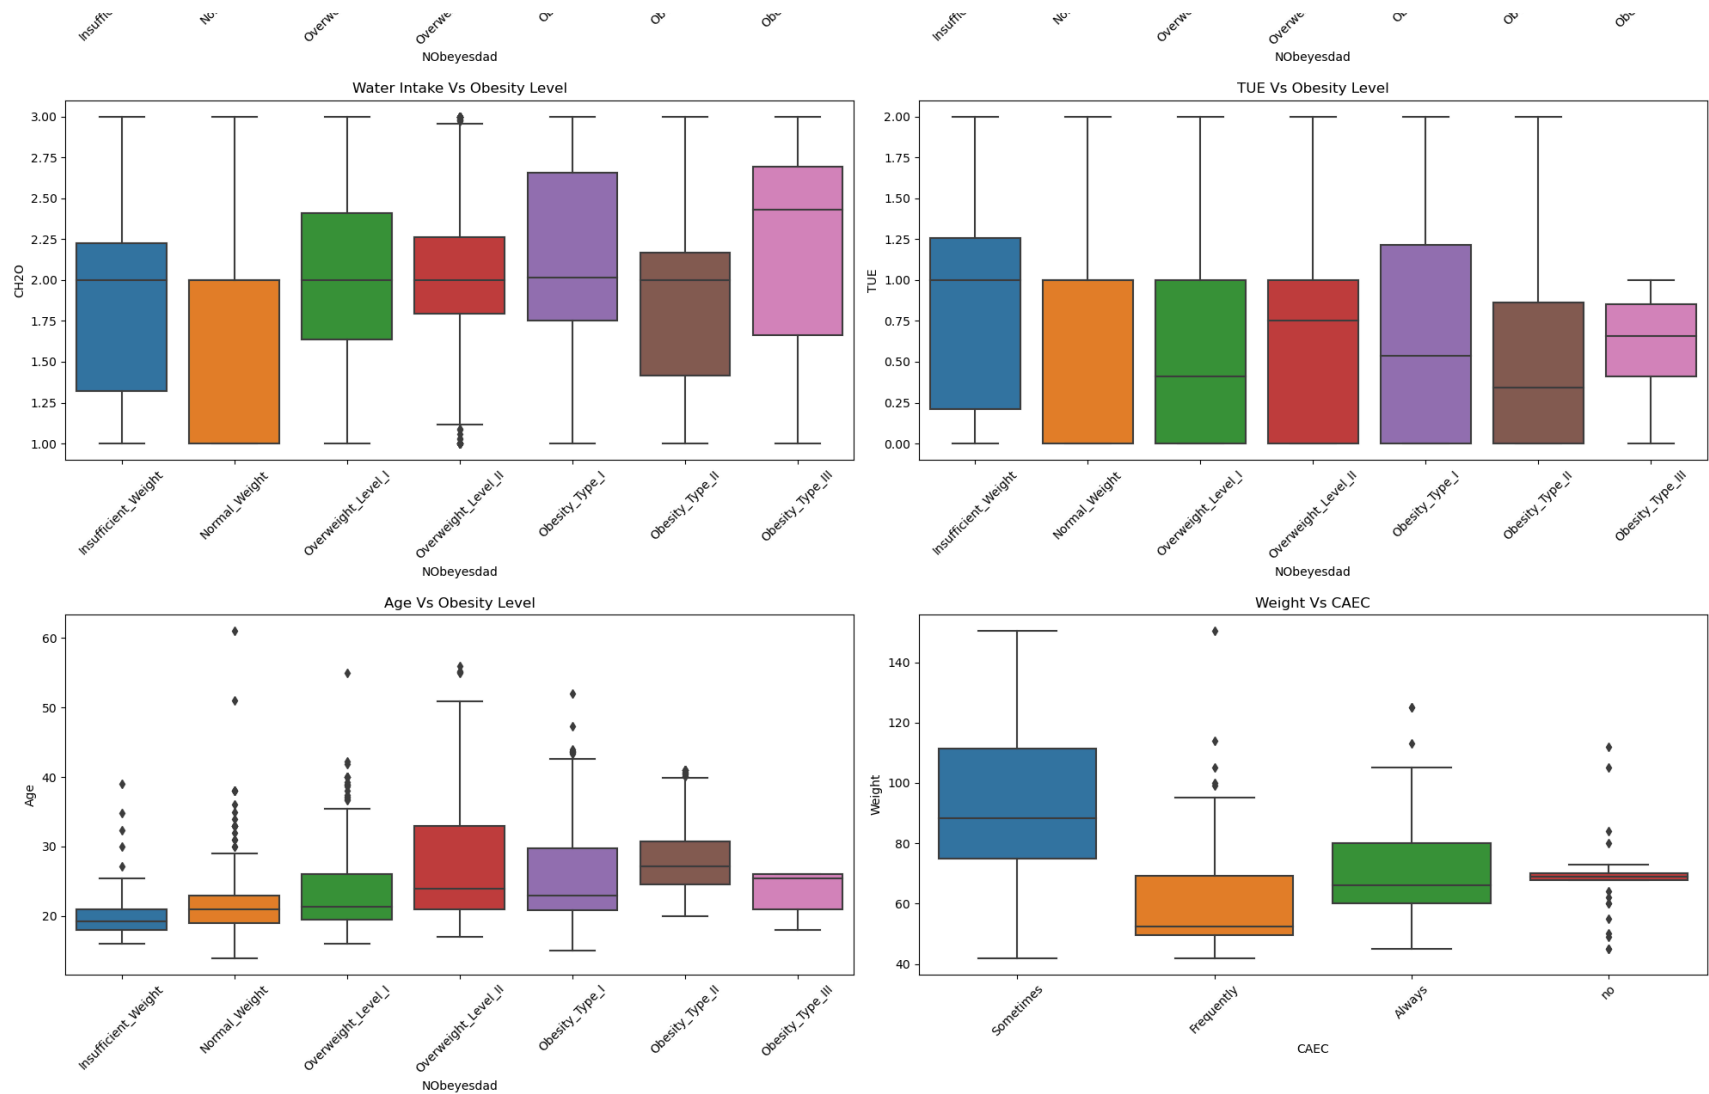 NObeyesdad
NObeyesdad
Water Intake Vs Obesity Level
CH2O
3.00
2.75
2.50
2.25
2.00
1.75
1.50
1.25
1.00
Insufficient_Weight
Normal_Weight
Overweight_Level_I
Overweight_Level_II
Obesity_Type_I
Obesity_Type_II
Obesity_Type_III
NObeyesdad
TUE Vs Obesity Level
TUE
2.00
1.75
1.50
1.25
1.00
0.75
0.50
0.25
0.00
Insufficient_Weight
Normal_Weight
Overweight_Level_I
Overweight_Level_II
Obesity_Type_I
Obesity_Type_II
Obesity_Type_III
NObeyesdad
Age Vs Obesity Level
Age
60
50
40
30
20
Insufficient_Weight
Normal_Weight
Overweight_Level_I
Overweight_Level_II
Obesity_Type_I
Obesity_Type_II
Obesity_Type_III
NObeyesdad
Weight Vs CAEC
Weight
140
120
100
80
60
40
Sometimes
Frequently
Always
no
CAEC